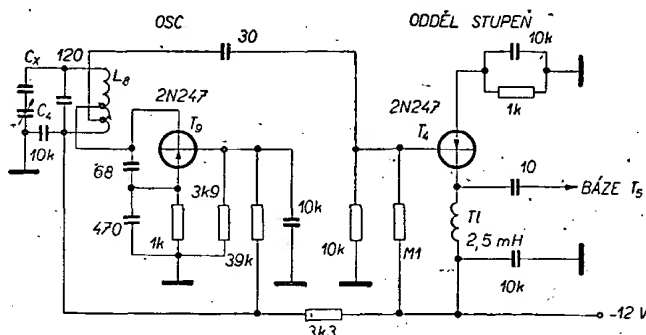 OSC
ODDĚL STUPEŇ
30
10k
Cx
120
L8
1k
2N247
2N247
C4
T9
T4
10k
10
BÁZE T5
68
3k9
Tl
2,5 mH
470
1k
39k
10k
10k
M1
10k
3k3
-12 V